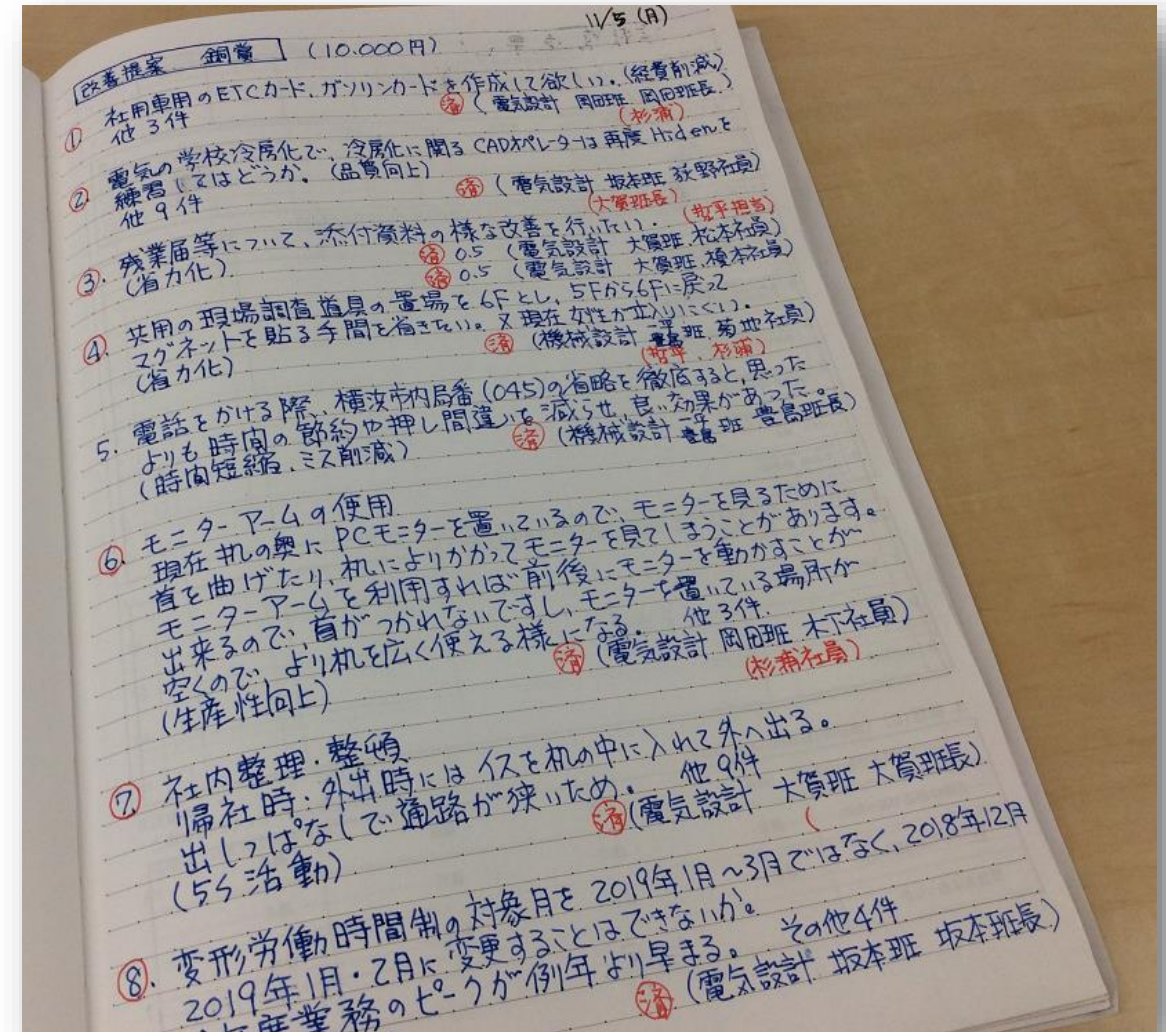 11/5 (月)
改善提案 銅賞 (10.000円)
① 社用車用のETCカード、ガソリンカードを作成して欲しい。(経費削減)
他3件 済 (電気設計 岡田班 岡田班長)
(杉浦)
② 電気の学校冷房化で、冷房化に関るCADオペレーターは再度Hidenを
練習してはどうか。(品質向上)
他9件 済 (電気設計 坂本班 荻野社員)
(大賀班長) (哲平担当)
③. 残業届等について、添付資料の様な改善を行いたい。
(省力化) 済 0.5 (電気設計 大賀班 松本社員)
済 0.5 (電気設計 大賀班 榎本社員)
④. 共用の現場調査道具の置場を6Fとし、5Fから6Fに戻って
マグネットを貼る手間を省きたい。又現在女性が立入りにくい。
(省力化) 済 (機械設計 班 菊地社員)
(哲平、杉浦)
5. 電話をかける際、横浜市内局番(045)の省略を徹底すると、思った
よりも時間の節約や押し間違いを減らせ、良い効果があった。
(時間短縮、ミス削減) 済 (機械設計 班 豊島班長)
⑥. モニターアームの使用
現在机の奥にPCモニターを置いているので、モニターを見るために
首を曲げたり、机によりかかってモニターを見てしまうことがあります。
モニターアームを利用すれば前後にモニターを動かすことが
出来るので、首がつかれないですし、モニターを置いている場所が
空くので、より机を広く使える様になる。 他3件.
(生産性向上) 済 (電気設計 岡田班 木下社員)
(杉浦社員)
⑦. 社内整理・整頓
帰社時・外出時にはイスを机の中に入れて外へ出る。
出しっぱなしで通路が狭いため。 他9件
(5S活動) 済 (電気設計 大賀班 大賀班長)
(
⑧. 変形労働時間制の対象月を2019年1月~3月ではなく、2018年12月
2019年1月・2月に変更することはできないか。
業務のピークが例年より早まる。 その他4件
済 (電気設計 坂本班 坂本班長)